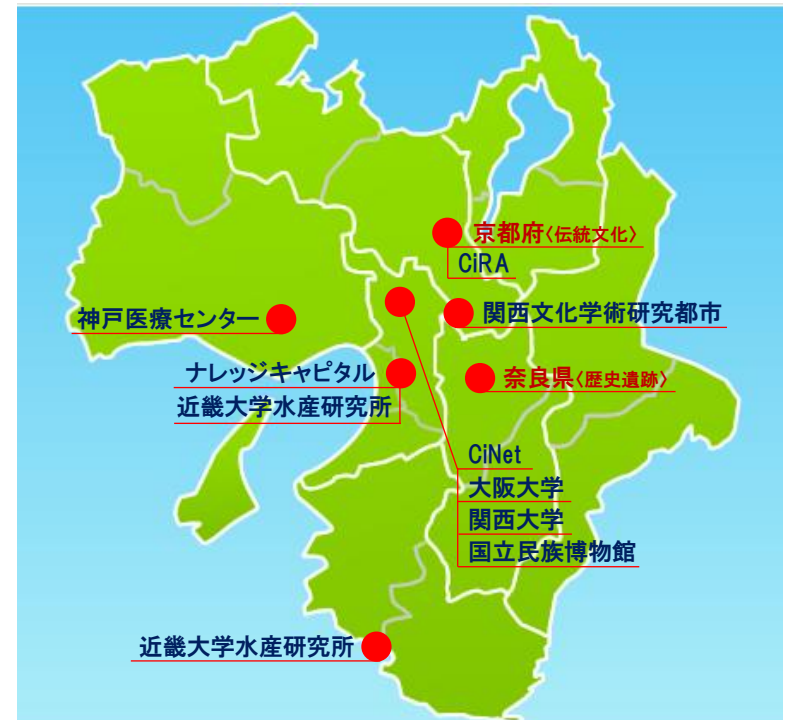 京都府〈伝統文化〉
CiRA
関西文化学術研究都市
神戸医療センター
ナレッジキャピタル
近畿大学水産研究所
奈良県〈歴史遺跡〉
CiNet
大阪大学
関西大学
国立民族博物館
近畿大学水産研究所